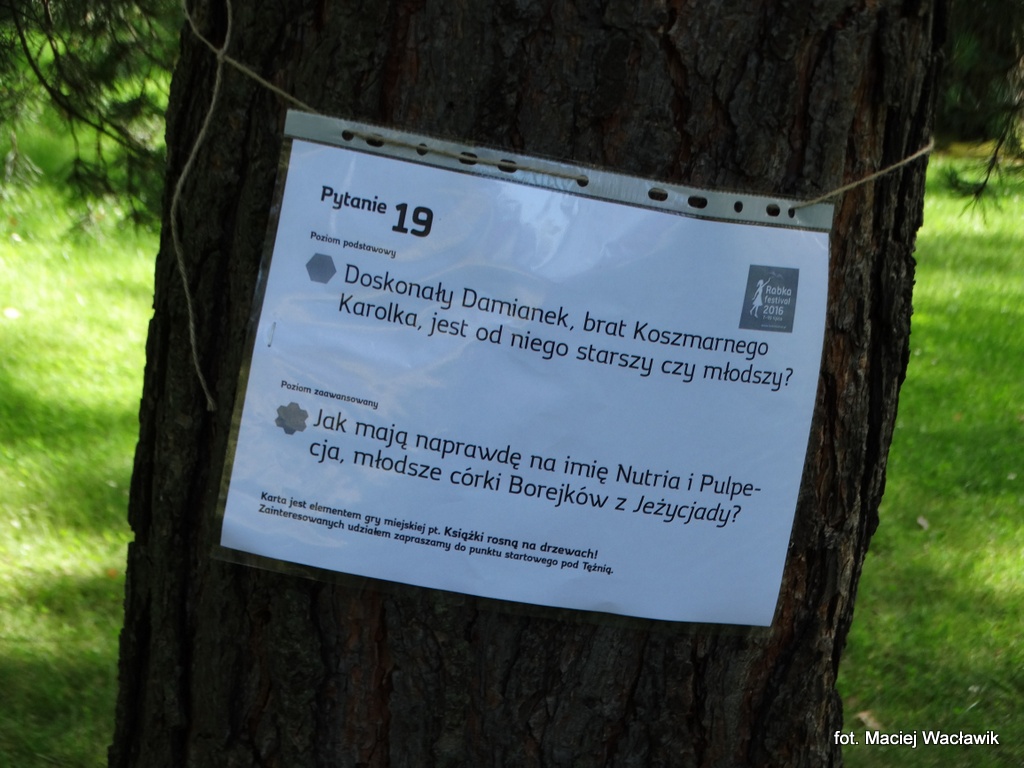 Pytanie 19
Poziom podstawowy
Doskonały Damianek, brat Koszmarnego
Karolka, jest od niego starszy czy młodszy?
Rabka
festival
2016
Poziom zaawansowany
Jak mają naprawdę na imię Nutria i Pulpe-
cja, młodsze córki Borejków z Jeżycjady?
Karta jest elementem gry miejskiej pt. Książki rosną na drzewach!
Zainteresowanych udziałem zapraszamy do punktu startowego pod Tężnią.
fot. Maciej Wacławik